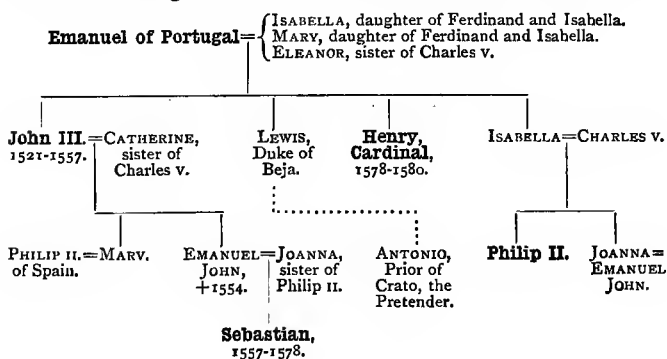 ISABELLA, daughter of Ferdinand and Isabella.
Emanuel of Portugal= MARY, daughter of Ferdinand and Isabella.
ELEANOR, sister of Charles V.
John III.=CATHERINE,
1521-1557. sister of
Charles V.
LEWIS,
Duke of
Beja.
Henry,
Cardinal,
1578-1580.
ISABELLA=CHARLES V.
PHILIP II.=MARY.
of Spain.
EMANUEL=JOANNA,
JOHN, sister of
+1554. Philip II.
ANTONIO,
Prior of
Crato, the
Pretender.
Philip II.
JOANNA=
EMANUEL
JOHN.
Sebastian,
1557-1578.